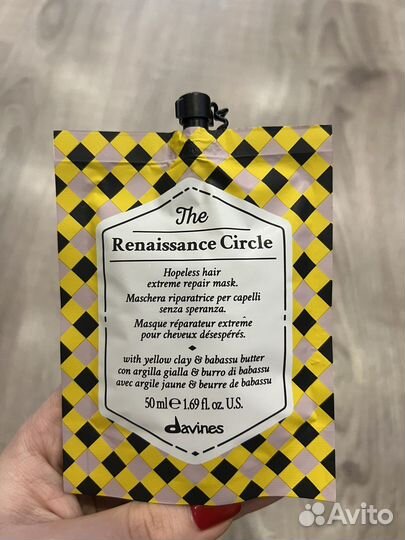 The
Renaissance Circle
Hopeless hair
extreme repair mask.
Maschera riparatrice per capelli
senza speranza.
Masque réparateur extreme
pour cheveux désespérés.
with yellow clay & babassu butter
con argilla gialla & burro di babassu
avec argile jaune & beurre de babassu
50 ml ℮ 1.69 fl. oz. U.S.
davines
Avito